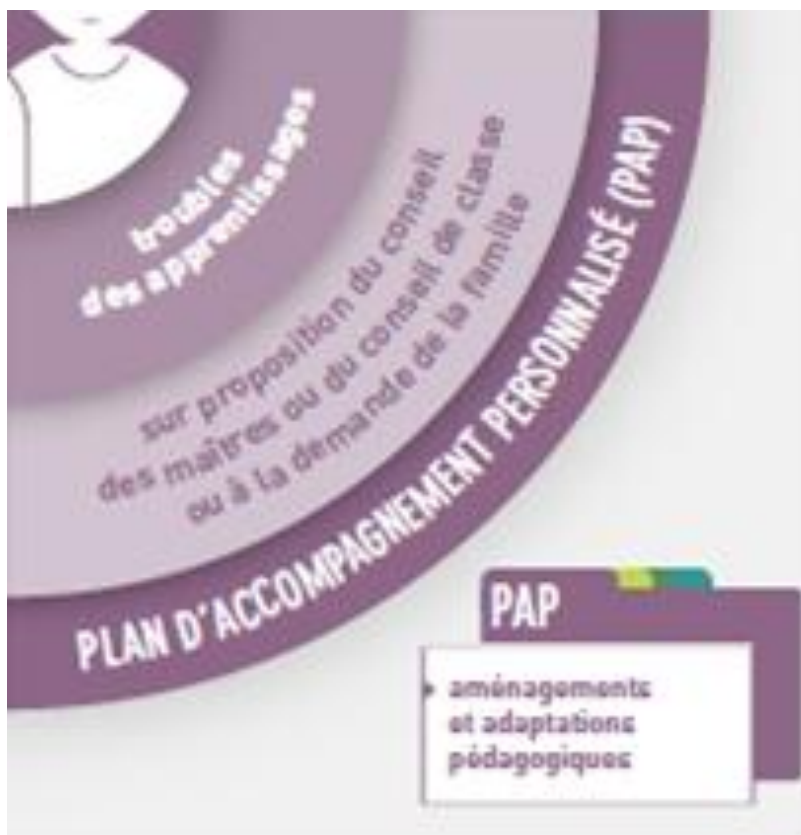 troubles
des apprentissages
sur proposition du conseil
des maîtres ou du conseil de classe
ou à la demande de la famille
PLAN D'ACCOMPAGNEMENT PERSONNALISÉ (PAP)
PAP
aménagements
et adaptations
pédagogiques